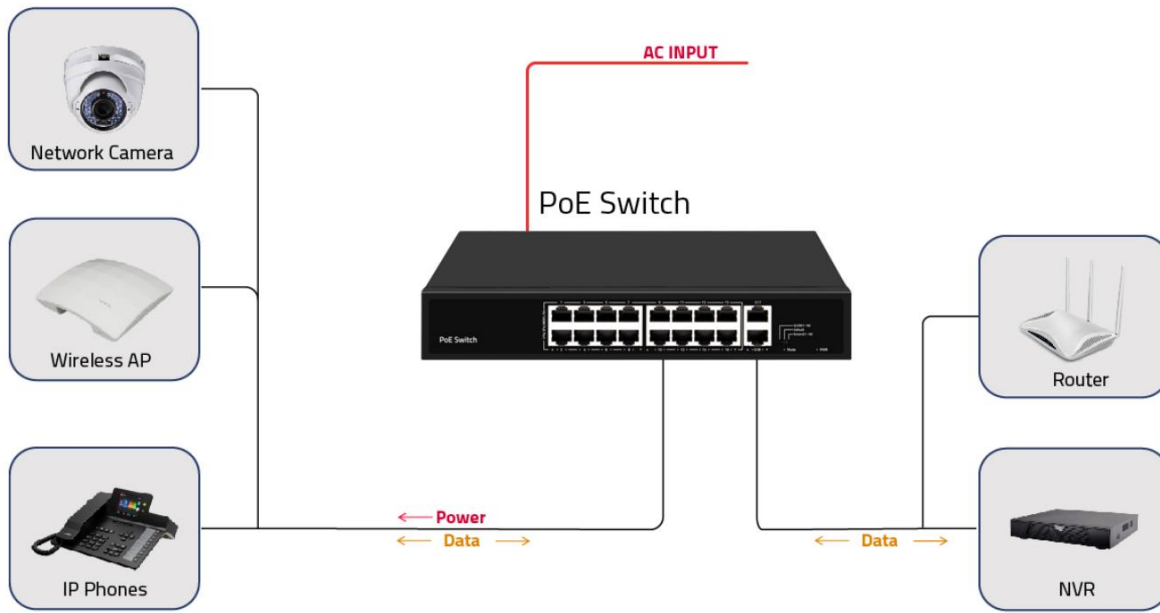 AC INPUT
Network Camera
PoE Switch
PoE Switch
Wireless AP
Router
Power
Data
Data
IP Phones
NVR